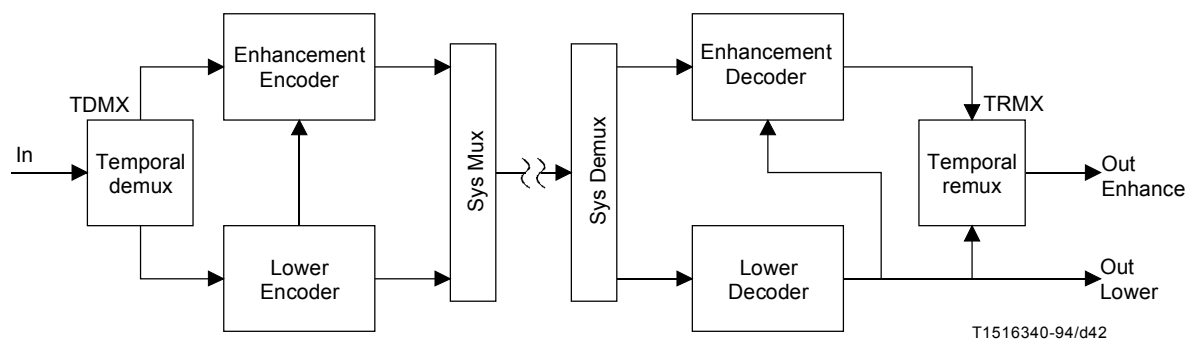 Enhancement
Encoder
Enhancement
Decoder
TDMX
TRMX
In
Temporal
demux
Sys Mux
Sys Demux
Temporal
remux
Out
Enhance
Lower
Encoder
Lower
Decoder
Out
Lower
T1516340-94/d42